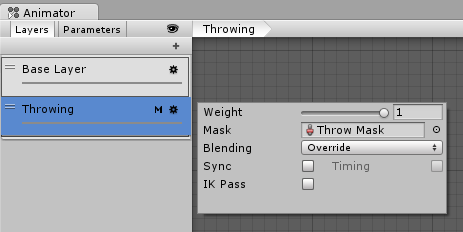 Animator
Layers Parameters
Throwing
+
Base Layer
Throwing M
Weight 1
Mask Throw Mask
Blending Override
Sync Timing
IK Pass